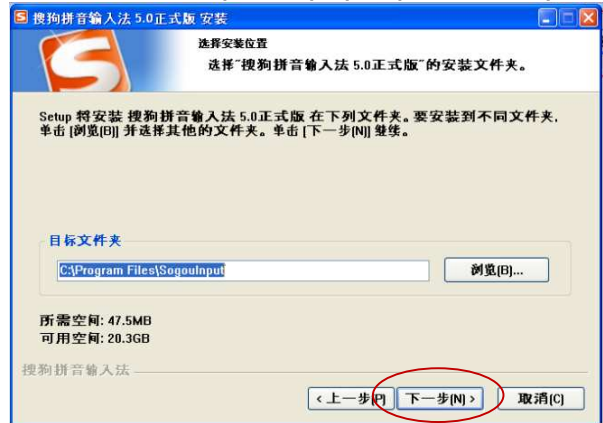 搜狗拼音输入法 5.0正式版 安装
选择安装位置
选择"搜狗拼音输入法 5.0正式版"的安装文件夹。
Setup 将安装 搜狗拼音输入法 5.0正式版 在下列文件夹。要安装到不同文件夹,
单击 [浏览(B)] 并选择其他的文件夹。单击 [下一步(N)] 继续。
目标文件夹
C:\Program Files\SogouInput
浏览(B)...
所需空间: 47.5MB
可用空间: 20.3GB
搜狗拼音输入法
< 上一步(P) 下一步(N) > 取消(C)